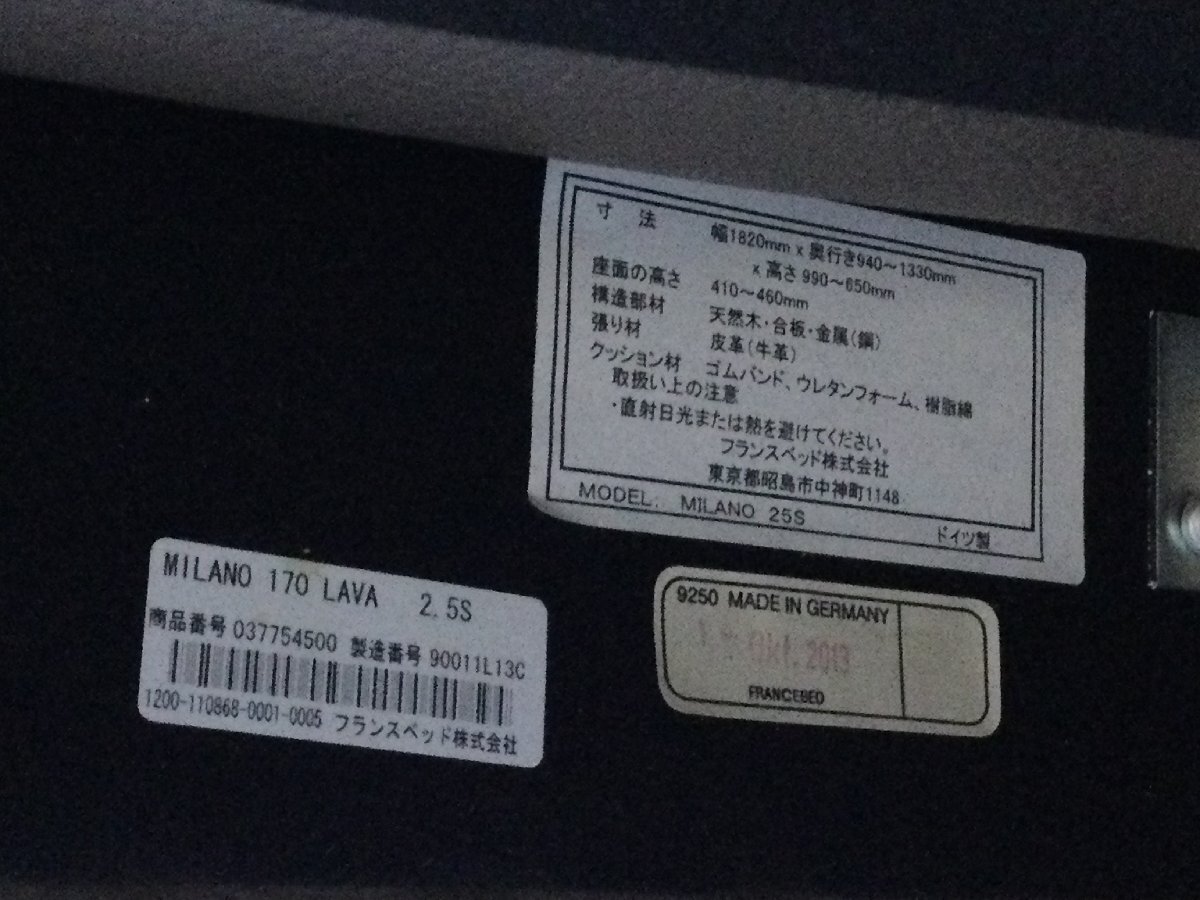 寸 法 幅1820mm x 奥行き940～1330mm
x 高さ 990～650mm
座面の高さ 410～460mm
構造部材 天然木・合板・金属(鋼)
張り材 皮革(牛革)
クッション材 ゴムバンド、ウレタンフォーム、樹脂綿
取扱い上の注意
・直射日光または熱を避けてください。
フランスベッド株式会社
東京都昭島市中神町1148
MODEL. MILANO 25S ドイツ製
MILANO 170 LAVA 2.5S
商品番号 037754500 製造番号 90011L13C
1200-110868-0001-0005 フランスベッド株式会社
9250 MADE IN GERMANY
Okt. 2013
FRANCEBED